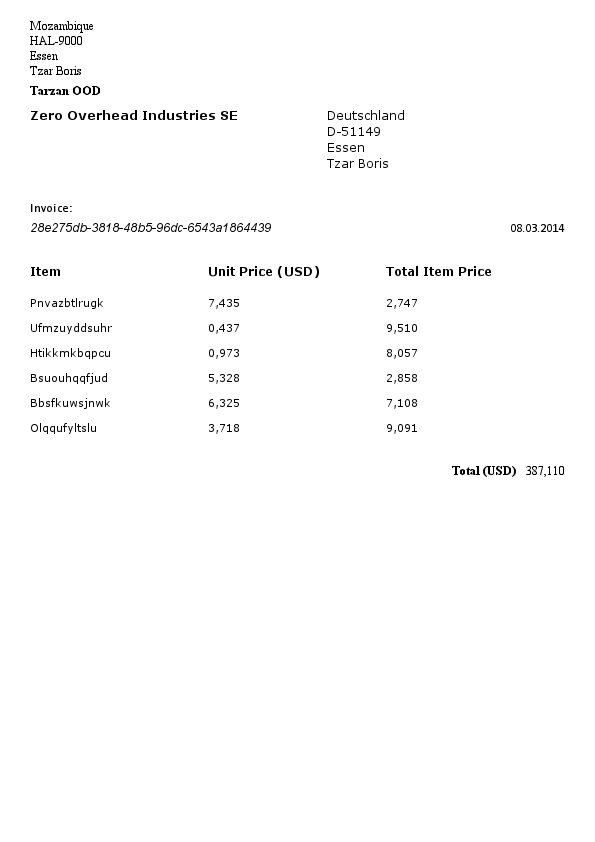 Mozambique
HAL-9000
Essen
Tzar Boris
Tarzan OOD
Zero Overhead Industries SE
Deutschland
D-51149
Essen
Tzar Boris
Invoice:
28e275db-3818-48b5-96dc-6543a1864439 08.03.2014
Item Unit Price (USD) Total Item Price
Pnvazbtlrugk 7,435 2,747
Ufmzuyddsuhr 0,437 9,510
Htikkmkbqpcu 0,973 8,057
Bsuouhqqfjud 5,328 2,858
Bbsfkuwsjnwk 6,325 7,108
Olqqufyltslu 3,718 9,091
Total (USD) 387,110